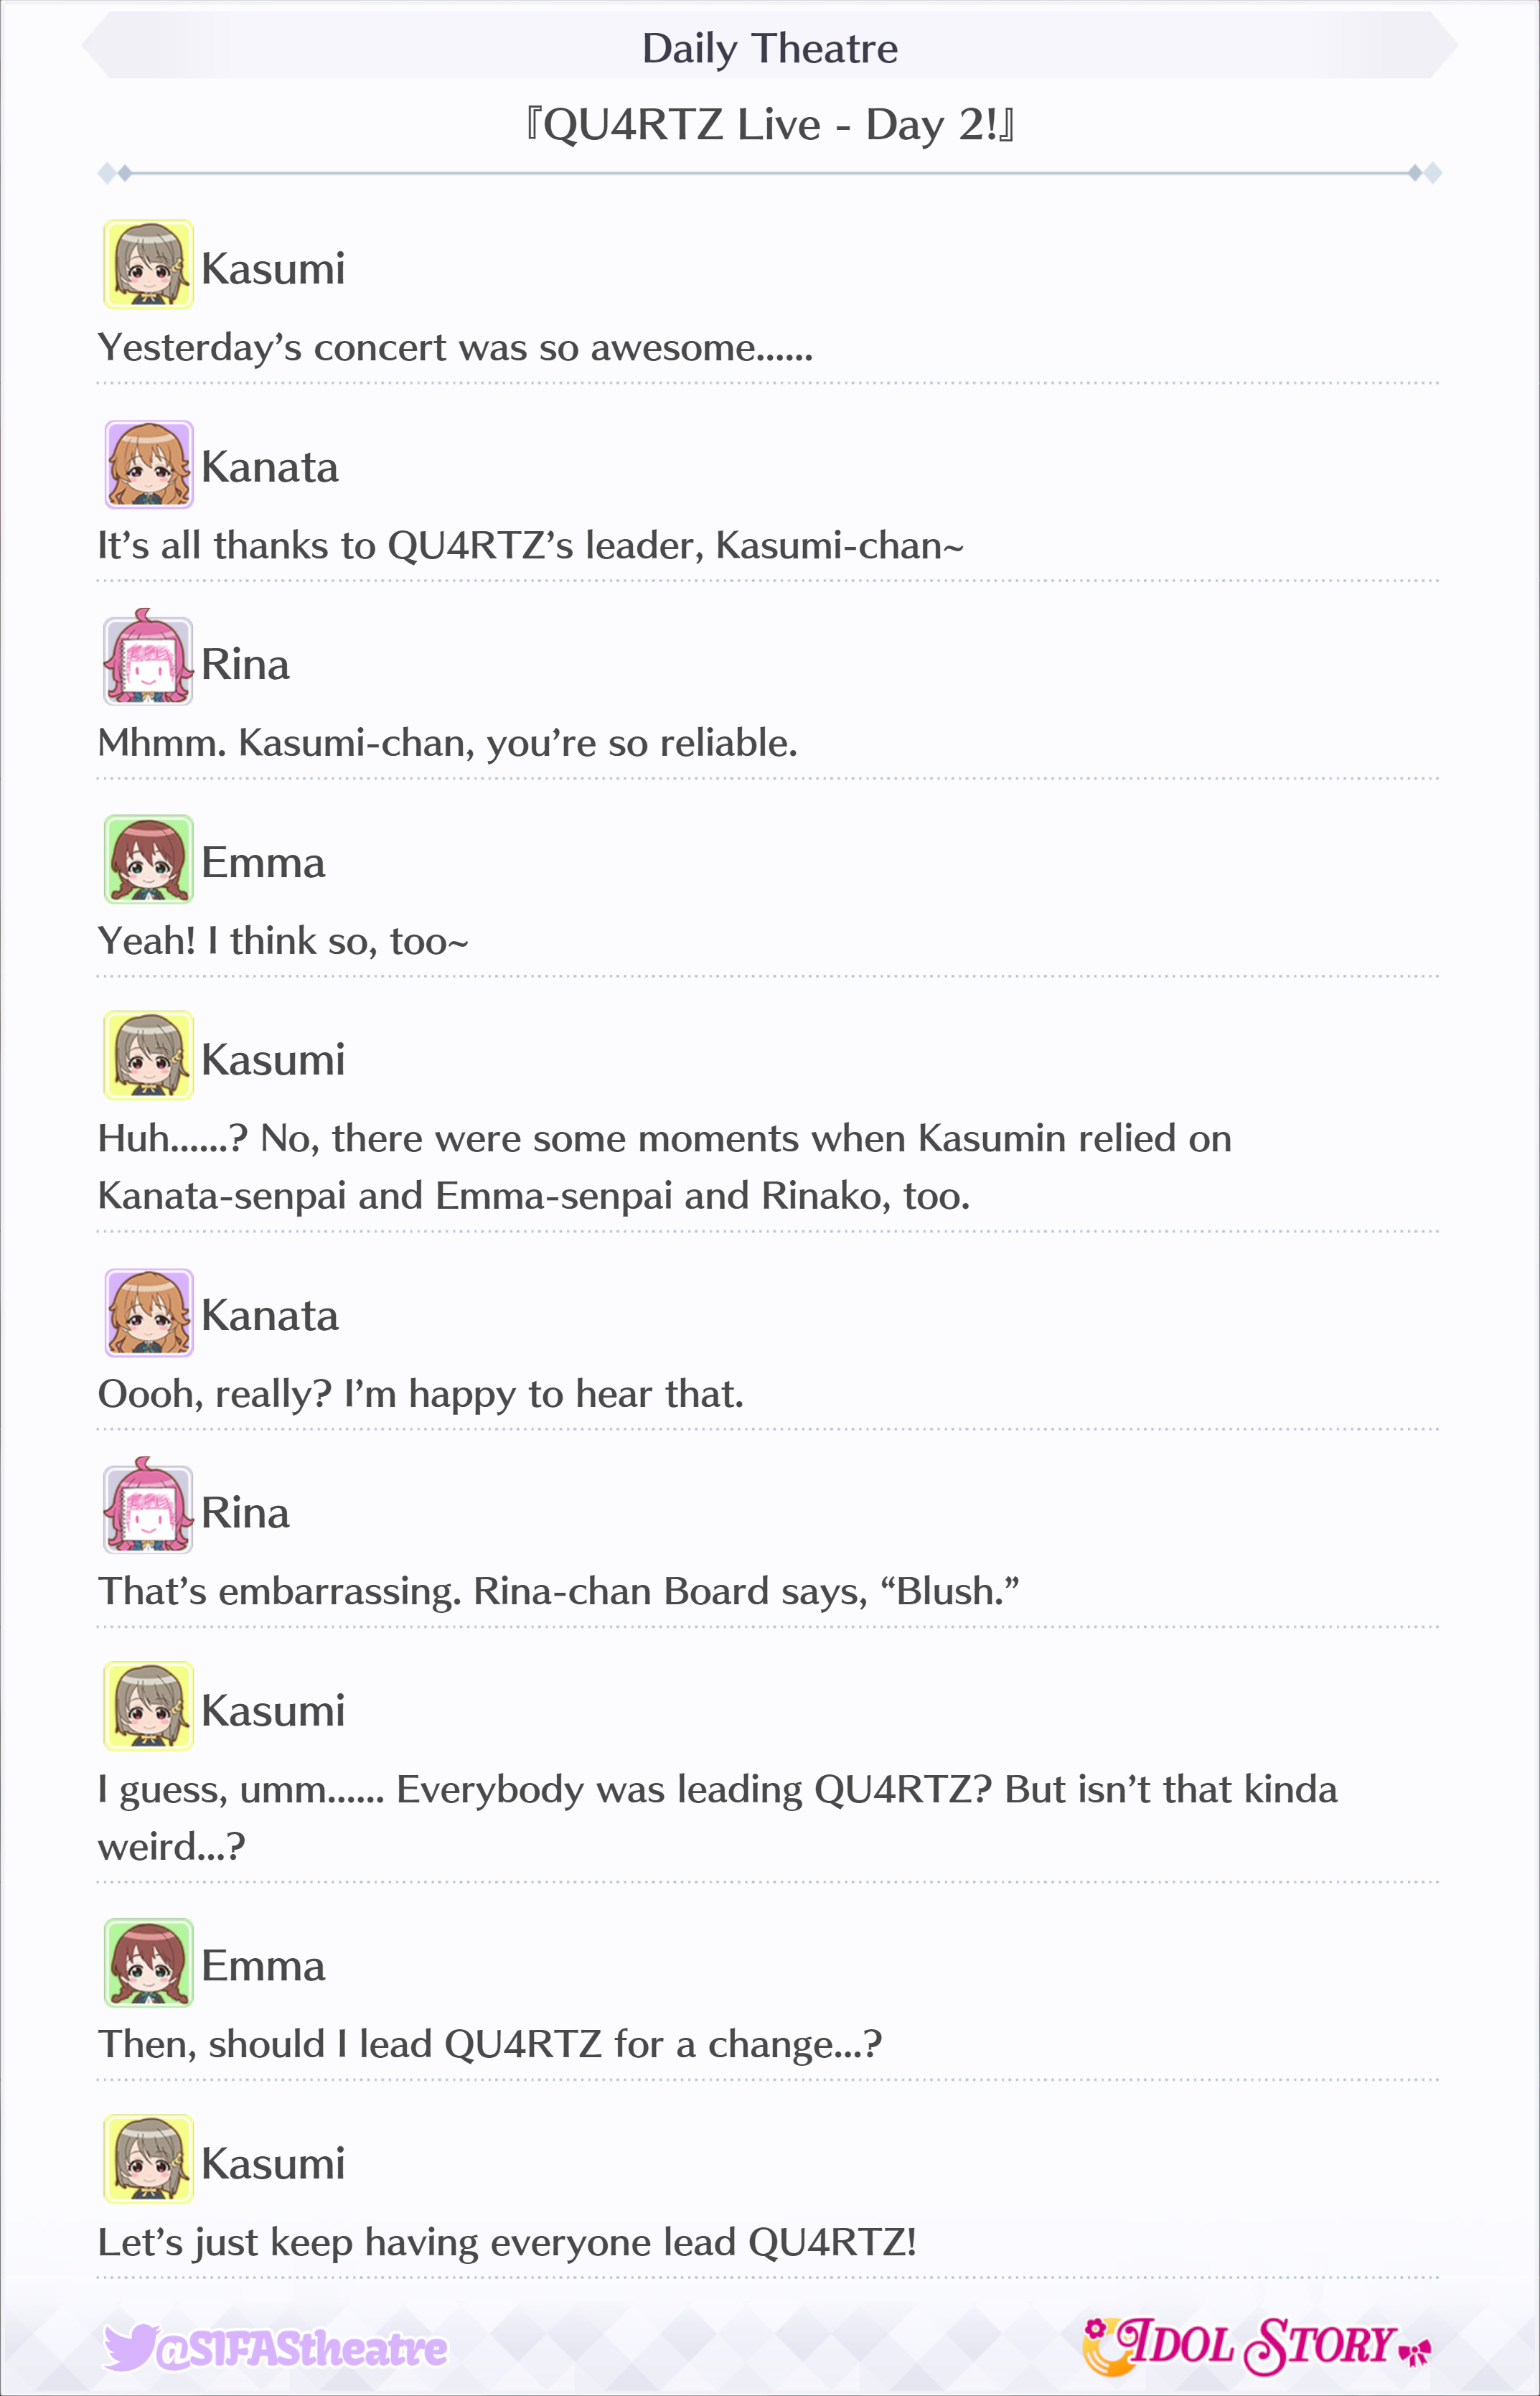 Daily Theatre
『QU4RTZ Live - Day 2!』
Kasumi
Yesterday’s concert was so awesome......
Kanata
It’s all thanks to QU4RTZ’s leader, Kasumi-chan~
Rina
Mhmm. Kasumi-chan, you’re so reliable.
Emma
Yeah! I think so, too~
Kasumi
Huh......? No, there were some moments when Kasumin relied on
Kanata-senpai and Emma-senpai and Rinako, too.
Kanata
Oooh, really? I’m happy to hear that.
Rina
That’s embarrassing. Rina-chan Board says, “Blush.”
Kasumi
I guess, umm...... Everybody was leading QU4RTZ? But isn’t that kinda
weird...?
Emma
Then, should I lead QU4RTZ for a change...?
Kasumi
Let’s just keep having everyone lead QU4RTZ!
@SIFAStheatre
IDOL STORY